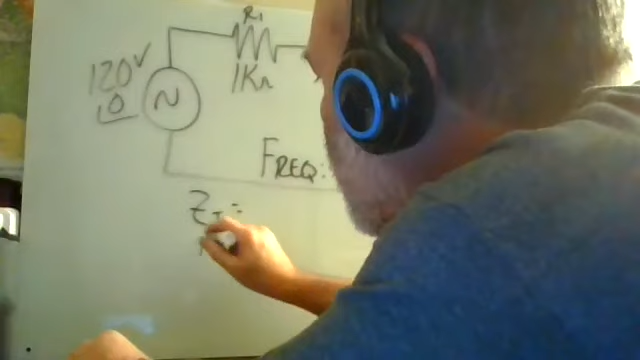 R1
120V
∠0
~
1KΩ
FREQ:
ZT=